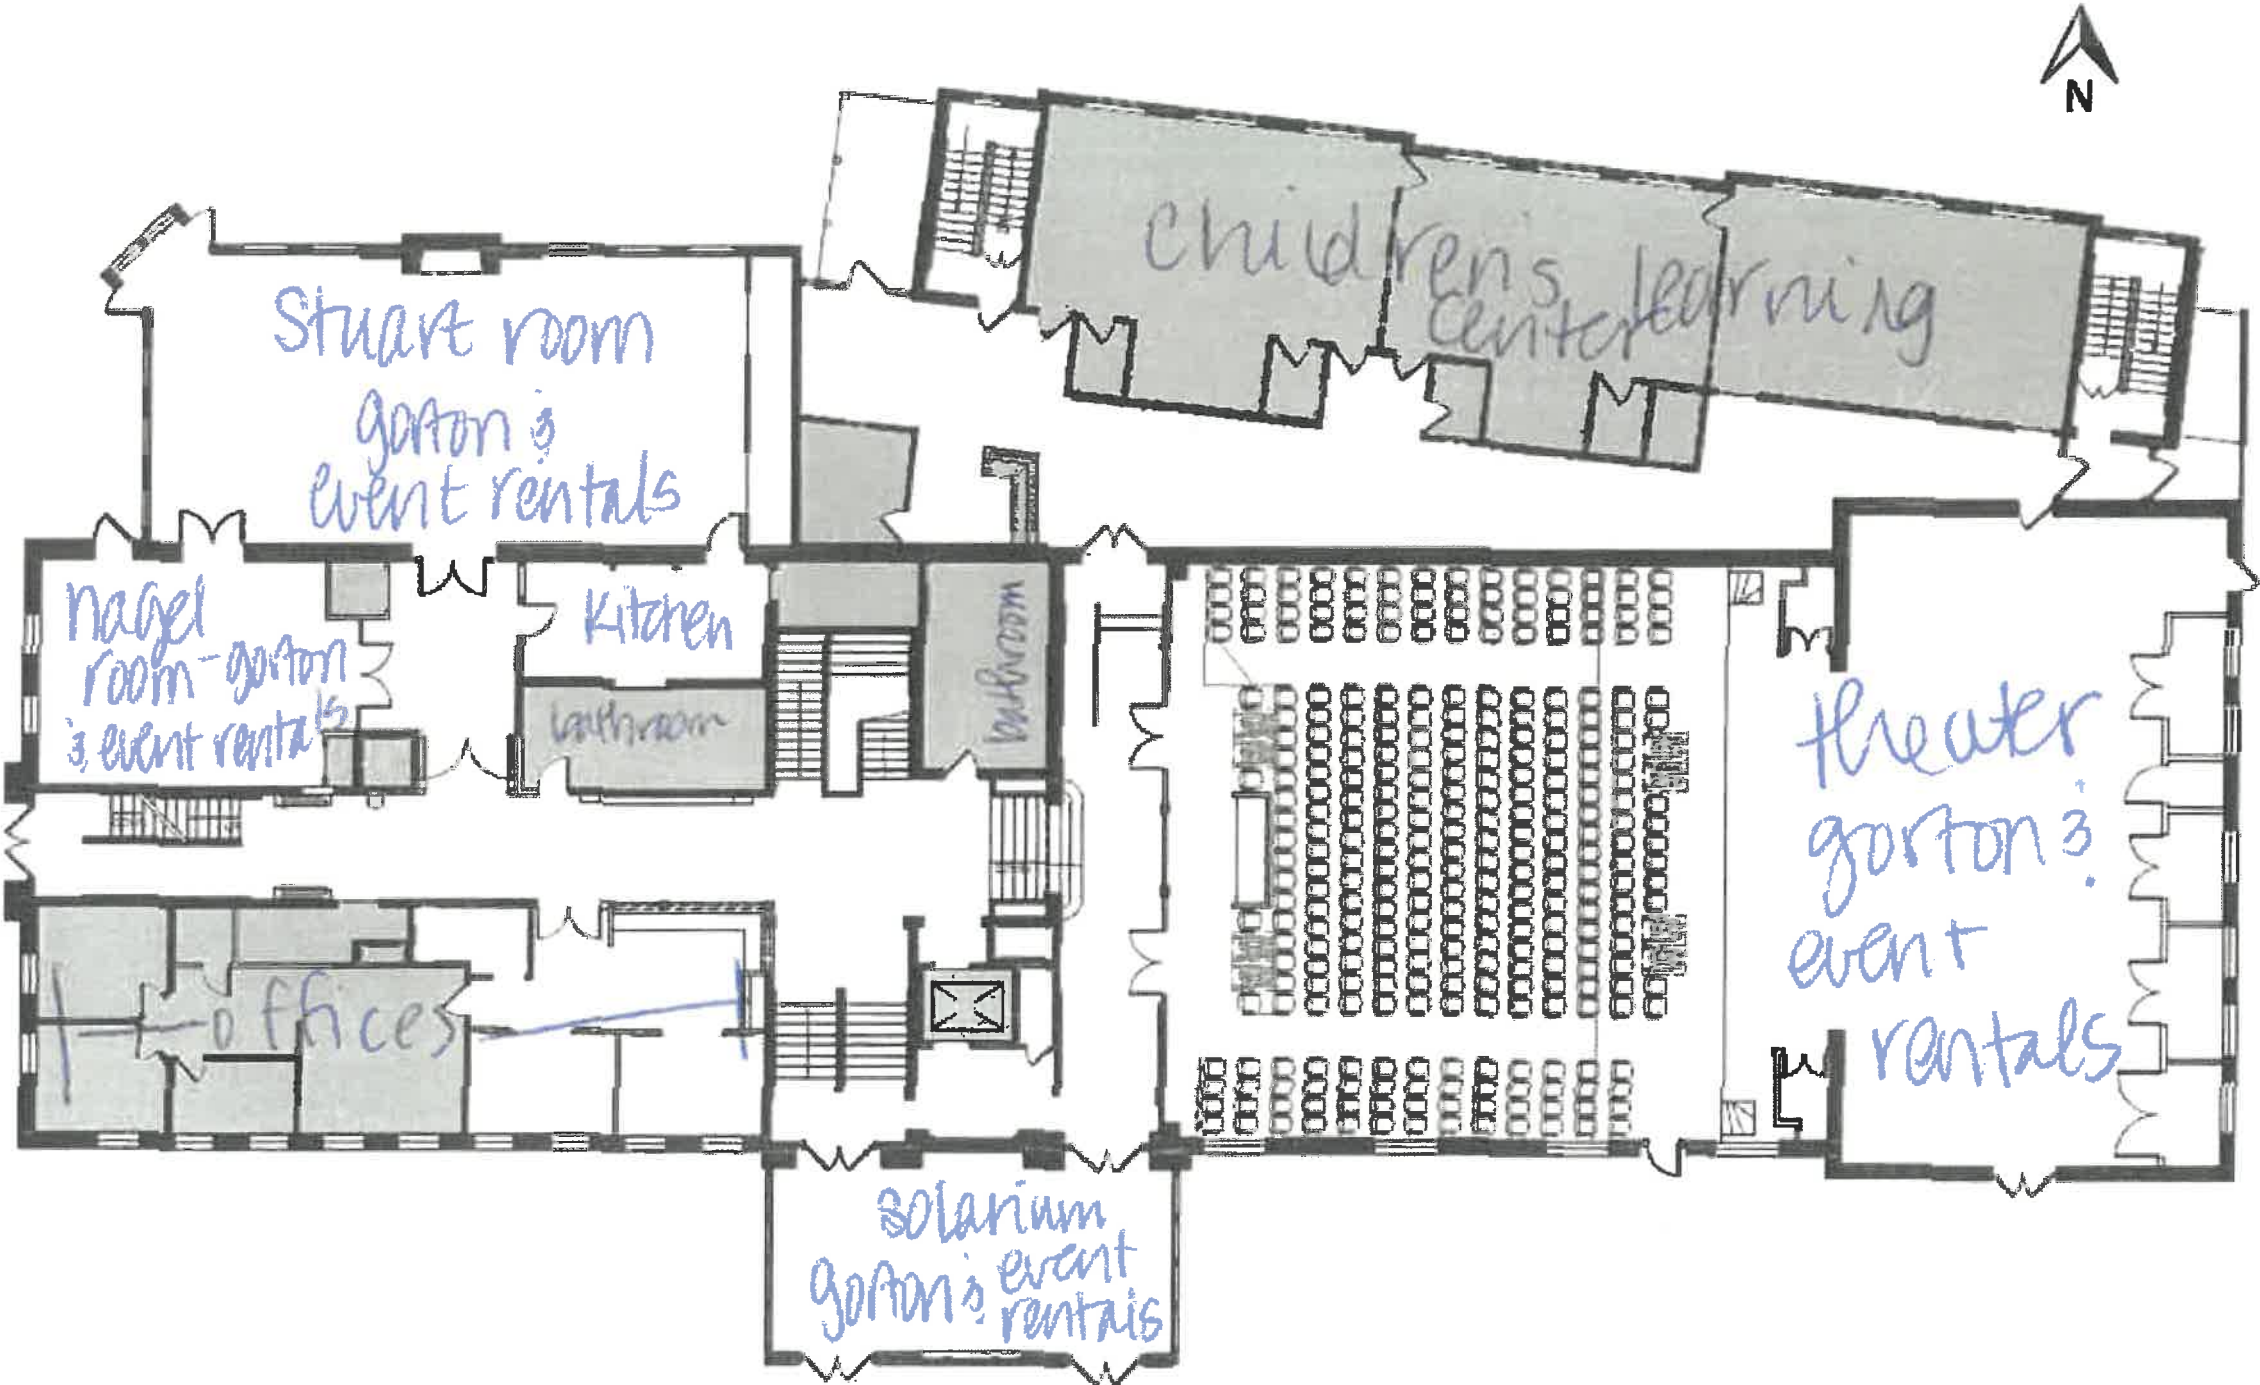 N
Children's learning
Center
Stuart room
gorton &
event rentals
nagel
room - gorton
& event rentals
Kitchen
bathroom
bathroom
theater
gorton &
event
rentals
offices
solarium
gorton & event
rentals